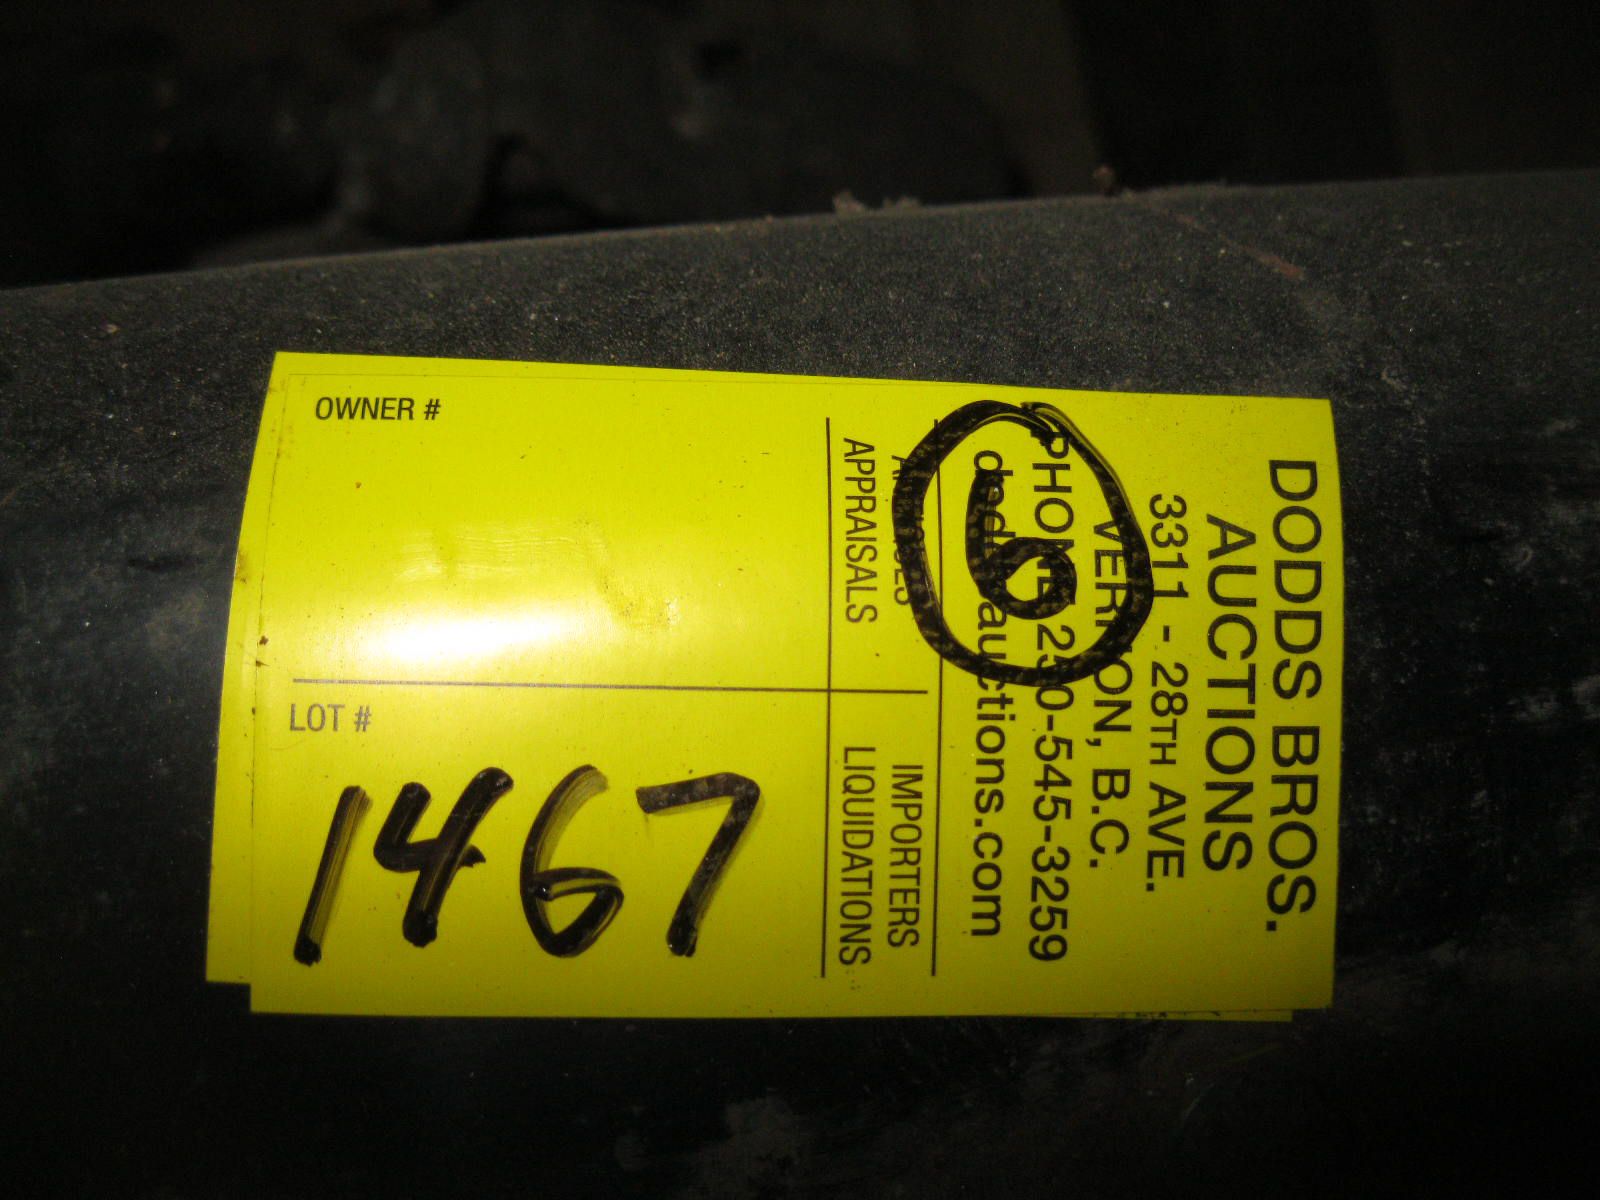 DODDS BROS.
AUCTIONS
3311 - 28TH AVE.
VERNON, B.C.
PHONE 250-545-3259
doddsauctions.com
6
ANTIQUES IMPORTERS
APPRAISALS LIQUIDATIONS
OWNER #
LOT #
1467